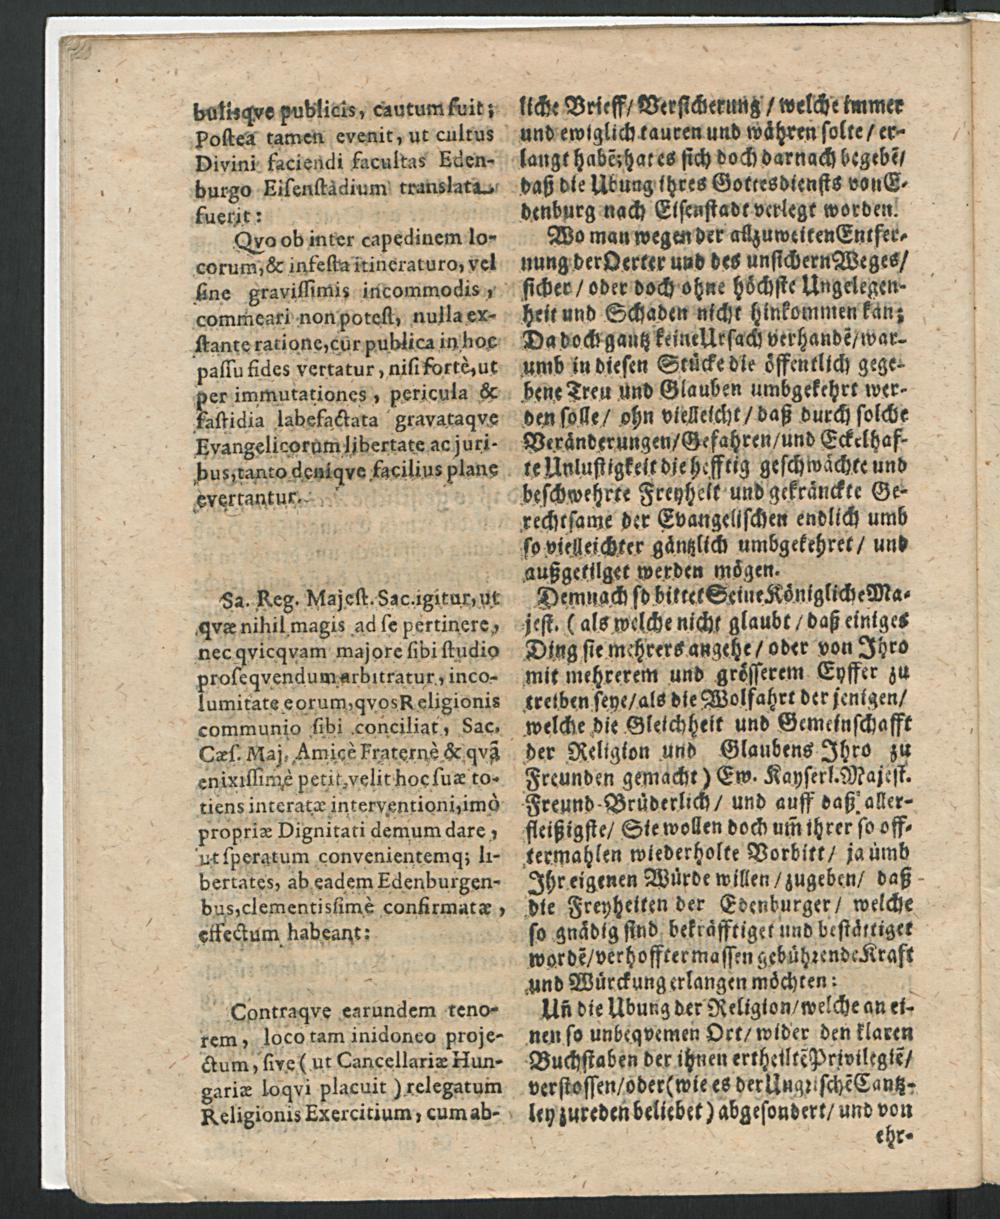 bulisqve publicis, cautum fuit;
Posteà tamen evenit, ut cultus
Divini faciendi facultas Eden-
burgo Eisenstadium translata
fuerit:
Qvo ob inter capedinem lo-
corum, & infesta itineraturo, vel
sine gravissimis incommodis,
commeari non potest, nulla ex-
stante ratione, cur publica in hoc
passu fides vertatur, nisi fortè, ut
per immutationes, pericula &
fastidia labefactata gravataqve
Evangelicorum libertate ac juri-
bus, tanto deniqve facilius plane
evertantur.
Sa. Reg. Majest. Sac. igitur, ut
qvæ nihil magis ad se pertinere,
nec qvicqvam majore sibi studio
proseqvendum arbitratur, inco-
lumitate eorum, qvos Religionis
communio sibi conciliat, Sac.
Cæs. Maj. Amicè Fraternè & qvã
enixissimè petit, velit hoc suæ to-
tiens interatæ interventioni, imò
propriæ Dignitati demum dare,
ut speratum convenientemq; li-
bertates, ab eadem Edenburgen-
bus, clementissimè confirmatæ,
effectum habeant:
Contraqve earundem teno-
rem, loco tam inidoneo proje-
ctum, sive (ut Cancellariæ Hun-
gariæ loqvi placuit) relegatum
Religionis Exercitium, cum ab-
liche Brieff/ Versicherung/ welche immer
und ewiglich tauren und währen solte/ er-
langt habẽ; hat es sich doch darnach begebẽ/
daß die Ubung ihres Gottesdiensts von E-
denburg nach Eisenstadt verlegt worden.
Wo man wegen der allzuweiten Entfer-
nung der Oerter und des unsichern Weges/
sicher/ oder doch ohne höchste Ungelegen-
heit und Schaden nicht hinkommen kan;
Da doch gantz keine Ursach verhandẽ/ war-
umb in diesen Stücke die öffentlich gege-
bene Treu und Glauben umbgekehrt wer-
den solle/ ohn vielleicht/ daß durch solche
Veränderungen/ Gefahren/ und Eckelhaf-
te Unlustigkeit die hefftig geschwächte und
beschwehrte Freyheit und gekränckte Ge-
rechtsame der Evangelischen endlich umb
so vielleichter gäntzlich umbgekehret/ und
außgetilget werden mögen.
Demnach so bittet Seine Königliche Ma-
jest. (als welche nicht glaubt/ daß einiges
Ding sie mehrers angehe/ oder von Ihro
mit mehrerem und grösserem Eyffer zu
treiben seye/ als die Wolfahrt der jenigen/
welche die Gleichheit und Gemeinschafft
der Religion und Glaubens Ihro zu
Freunden gemacht) Ew. Kayserl. Majest.
Freund-Brüderlich/ und auff daß aller-
fleißigste/ Sie wollen doch um̃ ihrer so off-
termahlen wiederholte Vorbitt/ ja umb
Ihr eigenen Würde willen/ zugeben/ daß
die Freyheiten der Edenburger/ welche
so gnädig sind bekräfftiget und bestättiget
wordẽ/ verhofftermassen gebührende Krafft
und Würckung erlangen möchten:
Uñ die Ubung der Religion/ welche an ei-
nen so unbeqvemen Ort/ wider den klaren
Buchstaben der ihnen ertheiltẽ Privilegiẽ/
verstossen/ oder (wie es der Ungrischẽ Cantz-
ley zu reden beliebet) abgesondert/ und von
ehr-